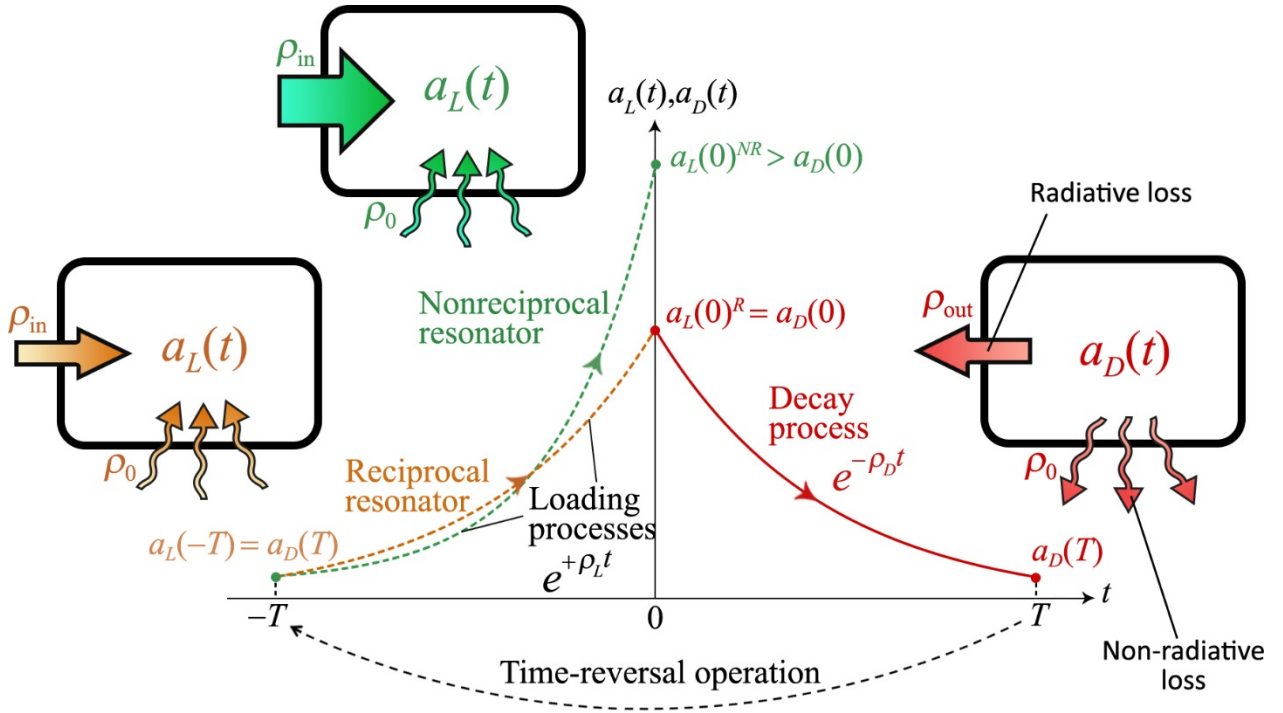 ρin
aL(t)
ρ0
aL(t),aD(t)
aL(0)^NR > aD(0)
Radiative loss
ρin
aL(t)
ρ0
Nonreciprocal
resonator
aL(0)^R = aD(0)
ρout
aD(t)
ρ0
Decay
process
e^−ρD t
Reciprocal
resonator
Loading
processes
e^+ρL t
aL(−T) = aD(T)
aD(T)
−T
0
T
t
Time-reversal operation
Non-radiative
loss